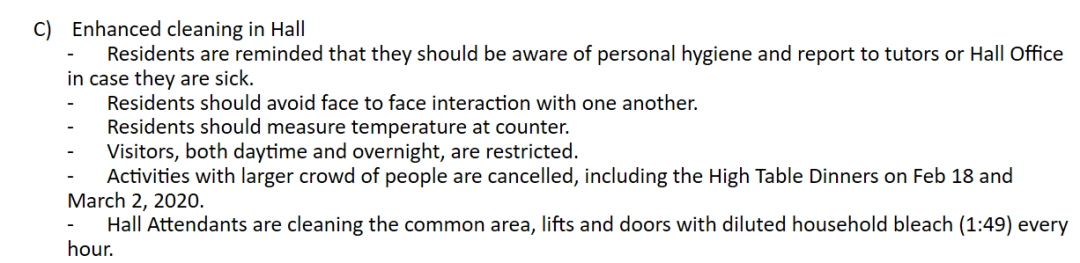 C) Enhanced cleaning in Hall
- Residents are reminded that they should be aware of personal hygiene and report to tutors or Hall Office
in case they are sick.
- Residents should avoid face to face interaction with one another.
- Residents should measure temperature at counter.
- Visitors, both daytime and overnight, are restricted.
- Activities with larger crowd of people are cancelled, including the High Table Dinners on Feb 18 and
March 2, 2020.
- Hall Attendants are cleaning the common area, lifts and doors with diluted household bleach (1:49) every
hour.